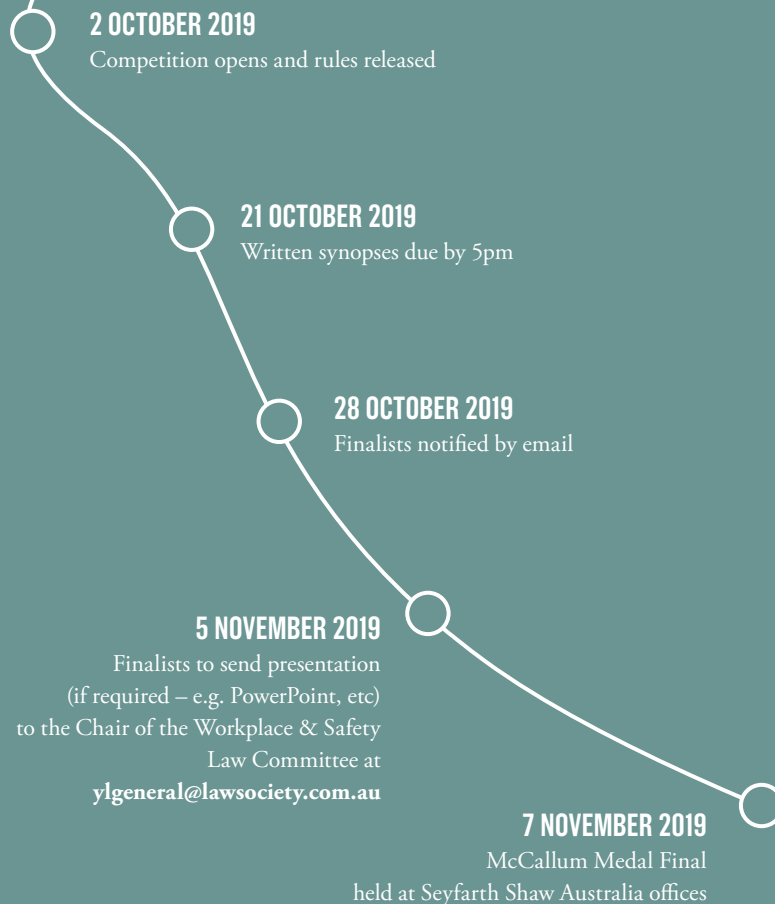 2 OCTOBER 2019
Competition opens and rules released
21 OCTOBER 2019
Written synopses due by 5pm
28 OCTOBER 2019
Finalists notified by email
5 NOVEMBER 2019
Finalists to send presentation
(if required – e.g. PowerPoint, etc)
to the Chair of the Workplace & Safety
Law Committee at
ylgeneral@lawsociety.com.au
7 NOVEMBER 2019
McCallum Medal Final
held at Seyfarth Shaw Australia offices